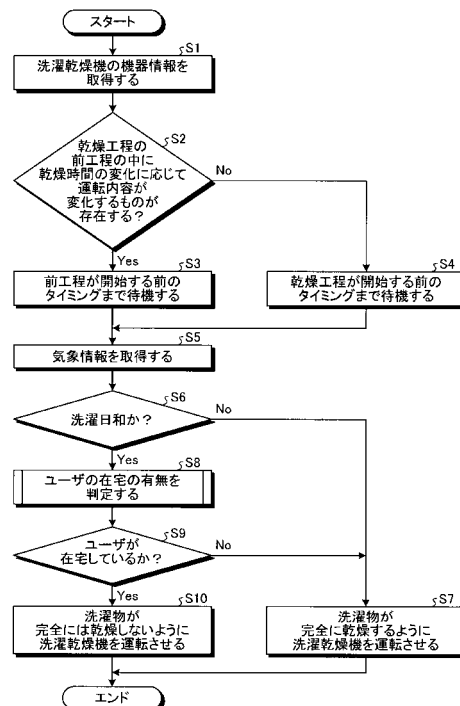 スタート
S1
洗濯乾燥機の機器情報を
取得する
S2
乾燥工程の
前工程の中に
乾燥時間の変化に応じて
運転内容が
変化するものが
存在する?
No
Yes
S3
前工程が開始する前の
タイミングまで待機する
S4
乾燥工程が開始する前の
タイミングまで待機する
S5
気象情報を取得する
S6
洗濯日和か?
No
Yes
S8
ユーザの在宅の有無を
判定する
S9
ユーザが
在宅しているか?
No
Yes
S10
洗濯物が
完全には乾燥しないように
洗濯乾燥機を運転させる
S7
洗濯物が
完全に乾燥するように
洗濯乾燥機を運転させる
エンド